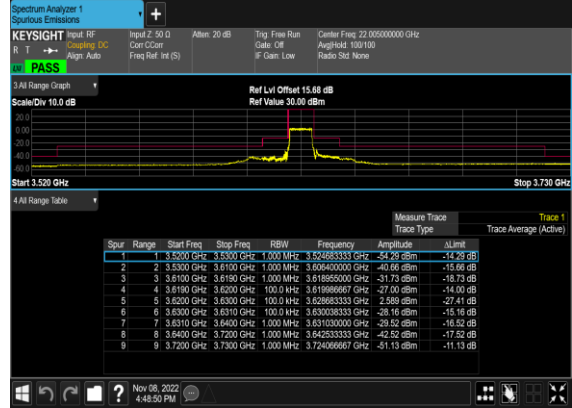 Spectrum Analyzer 1
Spurious Emissions
KEYSIGHT Input: RF Input Z: 50 Ω Atten: 20 dB Trig: Free Run Center Freq: 22.005000000 GHz
R T Coupling: DC Corr CCorr Gate: Off Avg|Hold: 100/100
Align: Auto Freq Ref: Int (S) IF Gain: Low Radio Std: None
PASS
3 All Range Graph
Ref Lvl Offset 15.68 dB
Scale/Div 10.0 dB Ref Value 30.00 dBm
20.0
0.00
-20.0
-40.0
-60.0
Start 3.520 GHz Stop 3.730 GHz
4 All Range Table
Measure Trace Trace 1
Trace Type Trace Average (Active)
Spur Range Start Freq Stop Freq RBW Frequency Amplitude ΔLimit
1 1 3.5200 GHz 3.5300 GHz 1.000 MHz 3.524683333 GHz -54.29 dBm -14.29 dB
2 2 3.5300 GHz 3.6100 GHz 1.000 MHz 3.606400000 GHz -40.66 dBm -15.66 dB
3 3 3.6100 GHz 3.6190 GHz 1.000 MHz 3.618955000 GHz -31.73 dBm -18.73 dB
4 4 3.6190 GHz 3.6200 GHz 100.0 kHz 3.619986667 GHz -27.00 dBm -14.00 dB
5 5 3.6200 GHz 3.6300 GHz 100.0 kHz 3.628683333 GHz 2.589 dBm -27.41 dB
6 6 3.6300 GHz 3.6310 GHz 100.0 kHz 3.630038333 GHz -28.16 dBm -15.16 dB
7 7 3.6310 GHz 3.6400 GHz 1.000 MHz 3.631030000 GHz -29.52 dBm -16.52 dB
8 8 3.6400 GHz 3.7200 GHz 1.000 MHz 3.642533333 GHz -42.52 dBm -17.52 dB
9 9 3.7200 GHz 3.7300 GHz 1.000 MHz 3.724066667 GHz -51.13 dBm -11.13 dB
Nov 08, 2022
4:48:50 PM